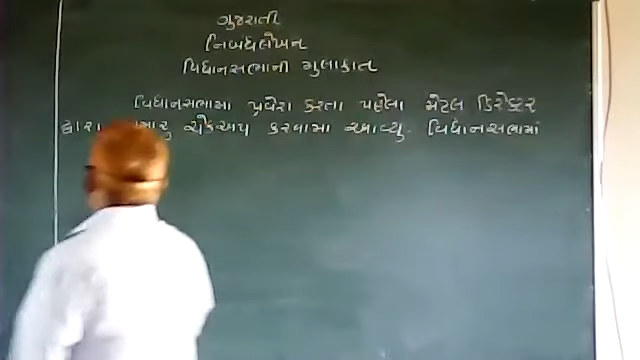 ગુજરાતી
નિબંધલેખન
વિધાનસભાની મુલાકાત
વિધાનસભામા પ્રવેશ કરતા પહેલા મેટલ ડિરેક્ટર
દ્વારા મારૂ ચેકઅપ કરવામા આવ્યુ. વિધાનસભામાં